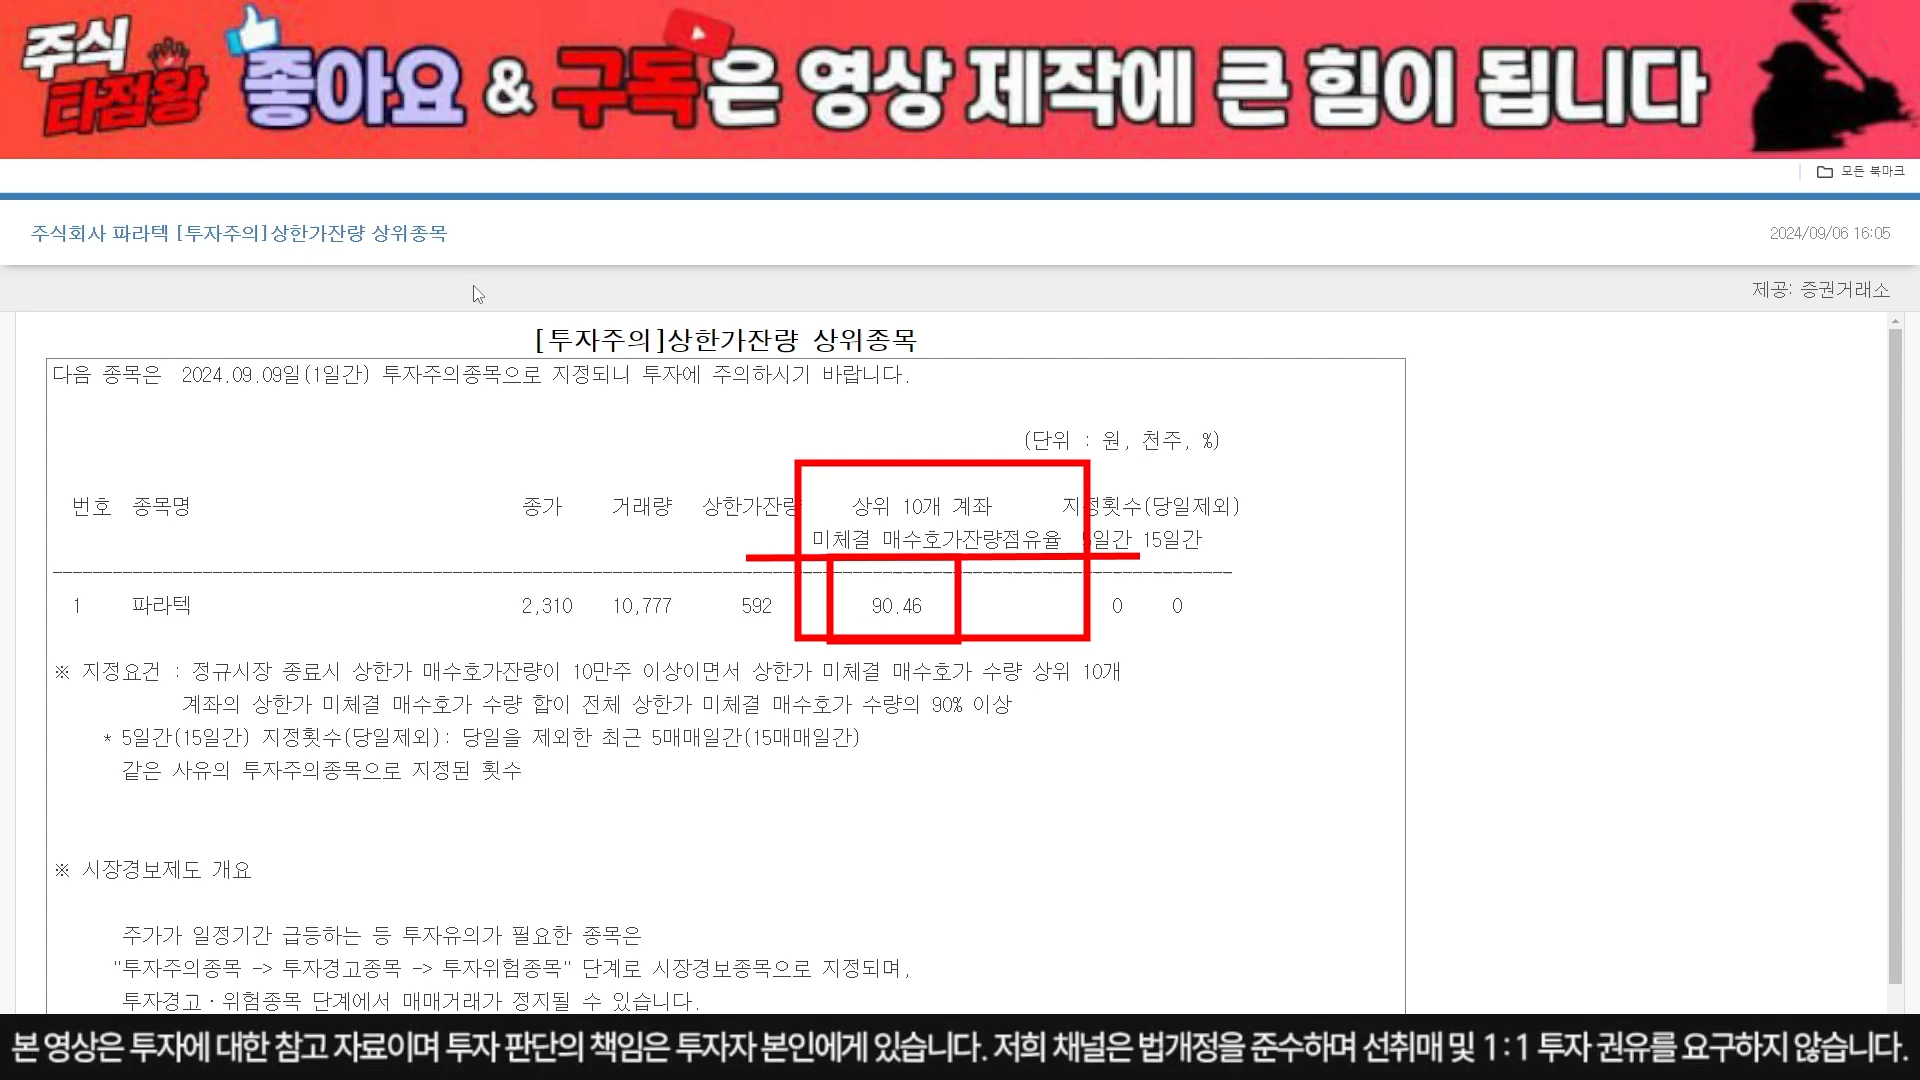 주식
타점왕
좋아요 & 구독은 영상 제작에 큰 힘이 됩니다
모든 북마크
주식회사 파라텍 [투자주의]상한가잔량 상위종목
2024/09/06 16:05
제공: 증권거래소
[투자주의]상한가잔량 상위종목
다음 종목은 2024.09.09일(1일간) 투자주의종목으로 지정되니 투자에 주의하시기 바랍니다.
(단위 : 원, 천주, %)
번호 종목명 종가 거래량 상한가잔량 상위 10개 계좌 지정횟수(당일제외)
미체결 매수호가잔량점유율 5일간 15일간
1 파라텍 2,310 10,777 592 90.46 0 0
※ 지정요건 : 정규시장 종료시 상한가 매수호가잔량이 10만주 이상이면서 상한가 미체결 매수호가 수량 상위 10개
계좌의 상한가 미체결 매수호가 수량 합이 전체 상한가 미체결 매수호가 수량의 90% 이상
* 5일간(15일간) 지정횟수(당일제외): 당일을 제외한 최근 5매매일간(15매매일간)
같은 사유의 투자주의종목으로 지정된 횟수
※ 시장경보제도 개요
주가가 일정기간 급등하는 등 투자유의가 필요한 종목은
"투자주의종목 -> 투자경고종목 -> 투자위험종목" 단계로 시장경보종목으로 지정되며,
투자경고·위험종목 단계에서 매매거래가 정지될 수 있습니다.
본 영상은 투자에 대한 참고 자료이며 투자 판단의 책임은 투자자 본인에게 있습니다. 저희 채널은 법개정을 준수하며 선취매 및 1:1 투자 권유를 요구하지 않습니다.